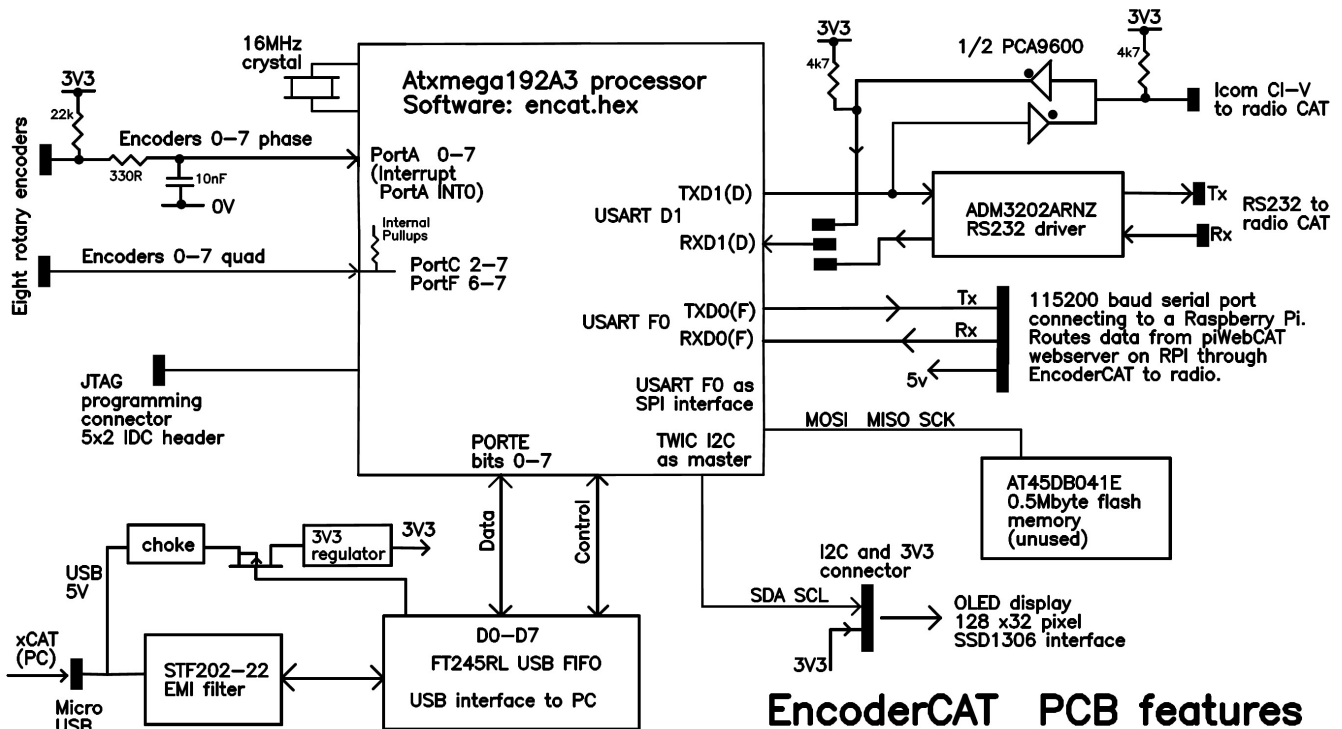 16MHz
crystal
3V3
22k
Encoders 0-7 phase
330R
10nF
0V
Eight rotary encoders
Encoders 0-7 quad
Atxmega192A3 processor
Software: encat.hex
PortA 0-7
(Interrupt
PortA INT0)
Internal
Pullups
PortC 2-7
PortF 6-7
TXD1(D)
USART D1
RXD1(D)
TXD0(F)
USART F0
RXD0(F)
USART F0 as
SPI interface
TWIC I2C
as master
PORTE
bits 0-7
3V3
4k7
1/2 PCA9600
3V3
4k7
Icom CI-V
to radio CAT
ADM3202ARNZ
RS232 driver
Tx
Rx
RS232 to
radio CAT
Tx
Rx
5v
115200 baud serial port
connecting to a Raspberry Pi.
Routes data from piWebCAT
webserver on RPI through
EncoderCAT to radio.
MOSI MISO SCK
AT45DB041E
0.5Mbyte flash
memory
(unused)
JTAG
programming
connector
5x2 IDC header
choke
3V3
regulator
3V3
USB
5V
Data
Control
xCAT
(PC)
Micro
USB
STF202-22
EMI filter
D0-D7
FT245RL USB FIFO
USB interface to PC
I2C and 3V3
connector
SDA SCL
3V3
OLED display
128 x32 pixel
SSD1306 interface
EncoderCAT PCB features